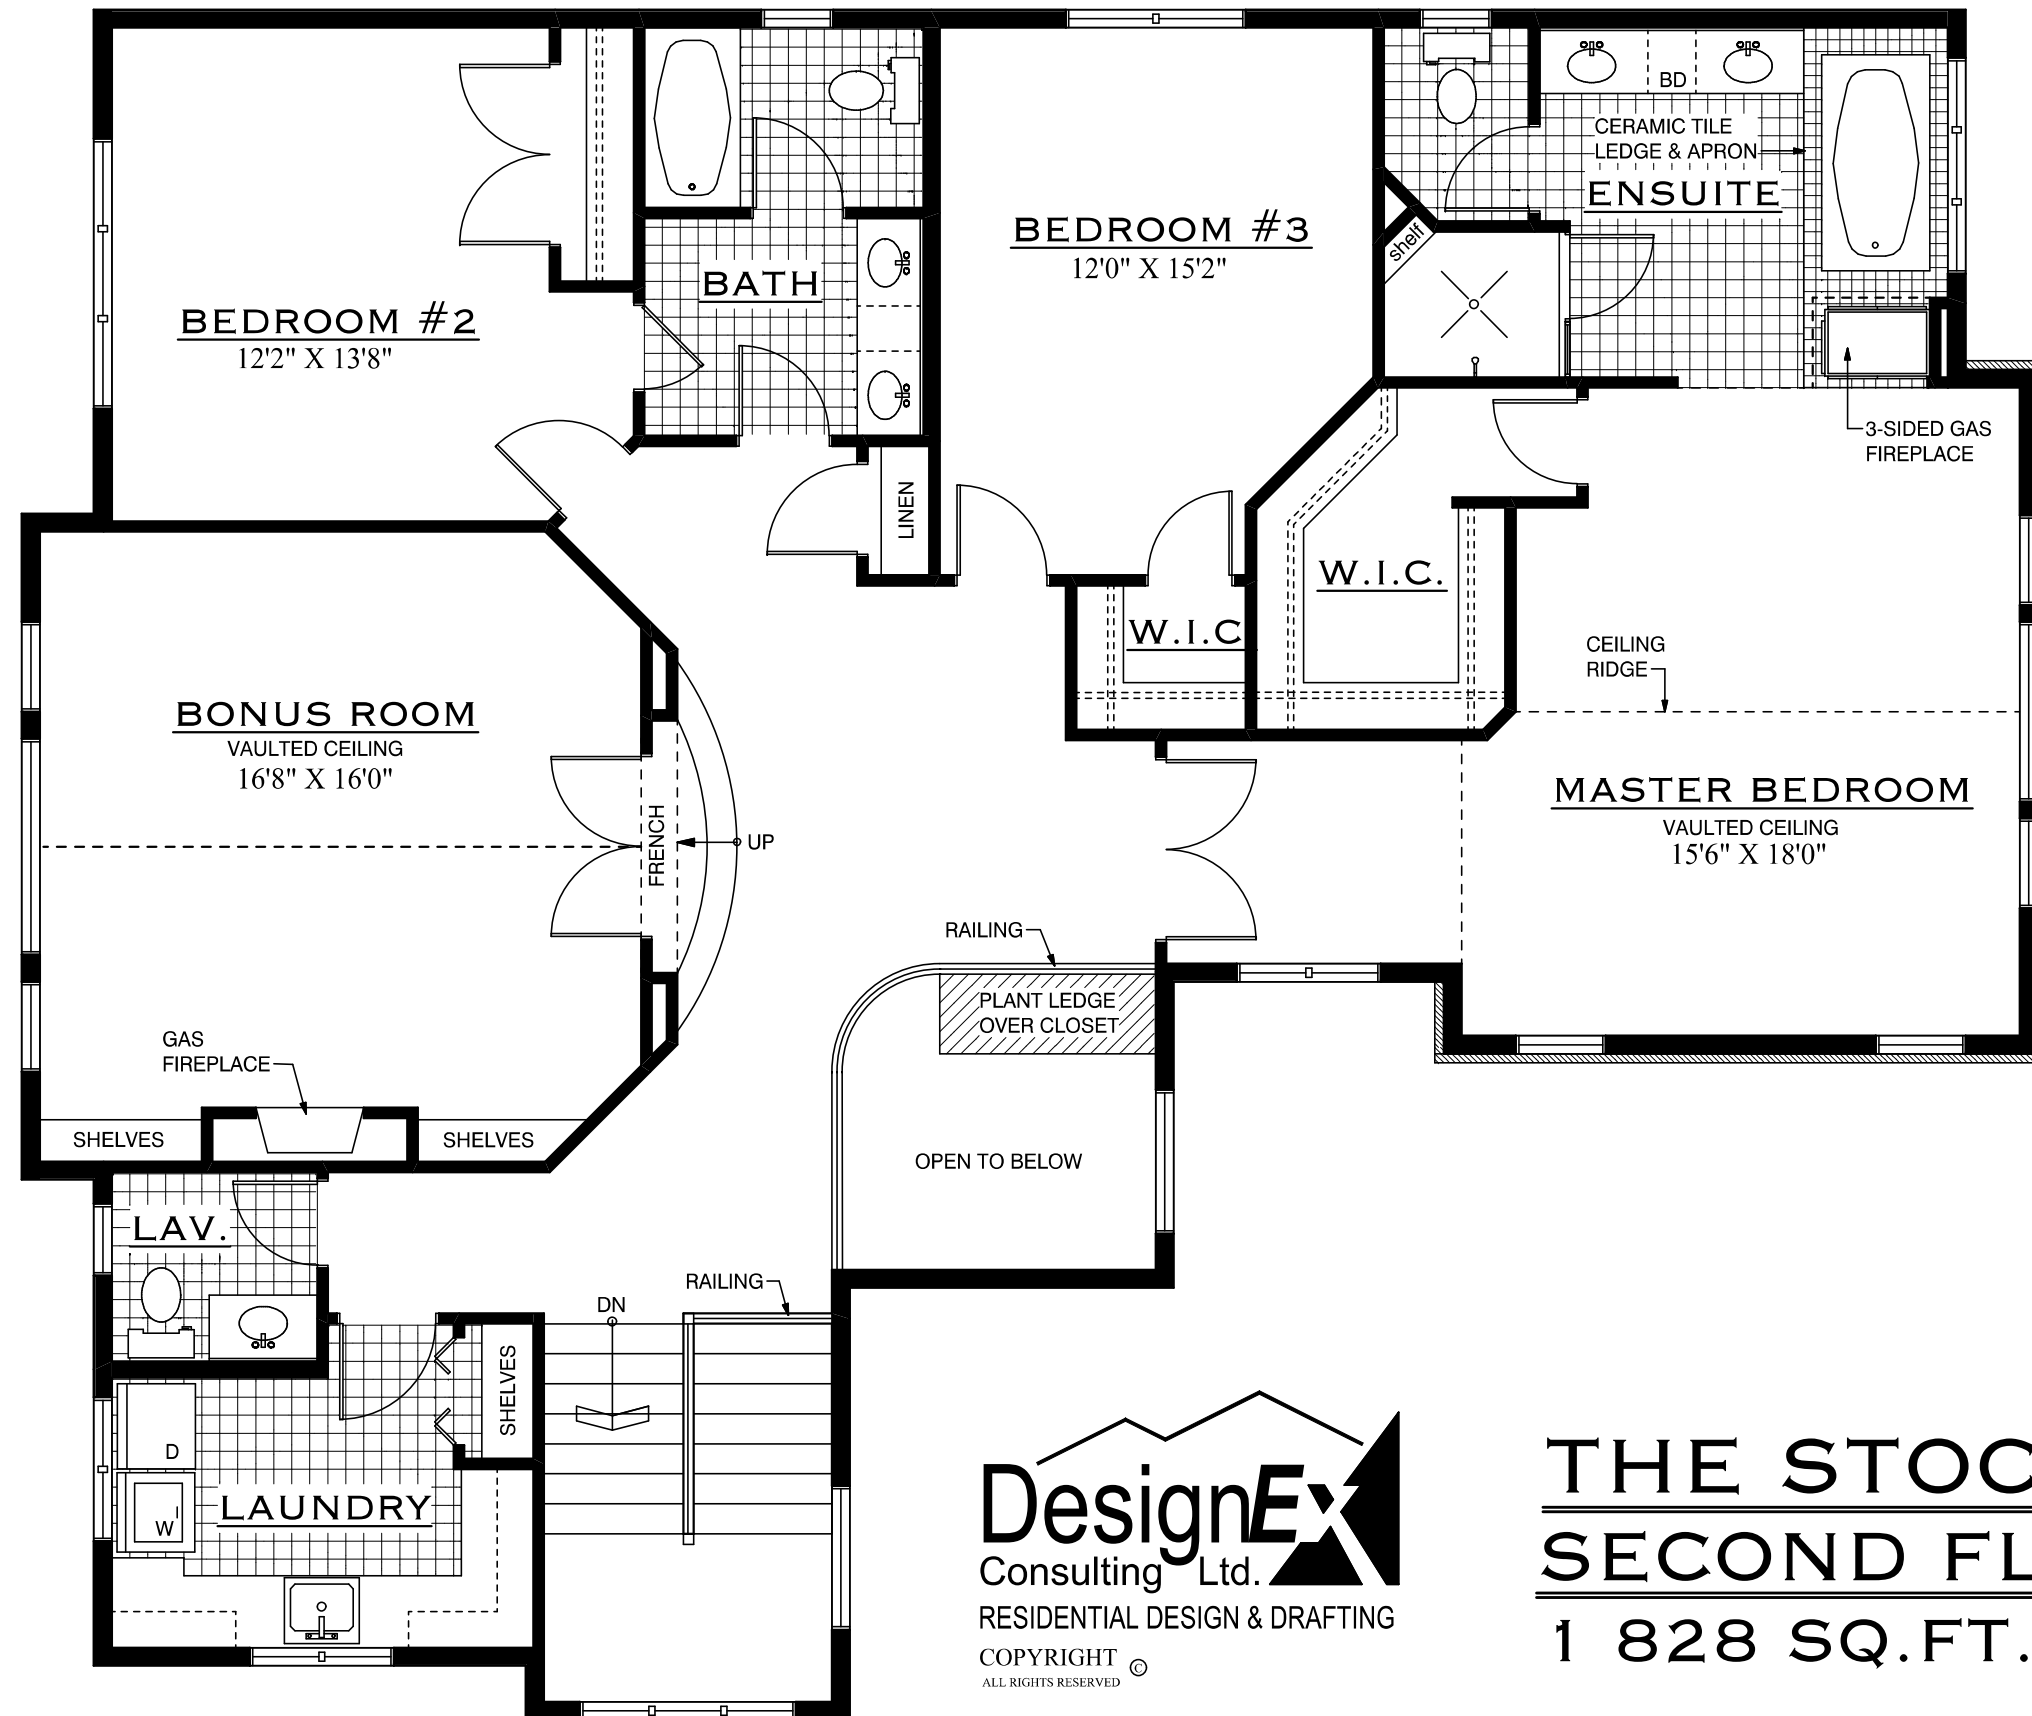 BD
CERAMIC TILE
LEDGE & APRON
ENSUITE
BEDROOM #3
12'0" X 15'2"
shelf
BATH
BEDROOM #2
12'2" X 13'8"
3-SIDED GAS
FIREPLACE
LINEN
W.I.C.
W.I.C
CEILING
RIDGE
BONUS ROOM
VAULTED CEILING
16'8" X 16'0"
MASTER BEDROOM
VAULTED CEILING
15'6" X 18'0"
FRENCH
UP
RAILING
PLANT LEDGE
OVER CLOSET
GAS
FIREPLACE
SHELVES
SHELVES
OPEN TO BELOW
LAV.
RAILING
DN
SHELVES
D
W
LAUNDRY
DesignEx
Consulting Ltd.
RESIDENTIAL DESIGN & DRAFTING
COPYRIGHT ©
ALL RIGHTS RESERVED
THE STOC
SECOND FL
1 828 SQ.FT.